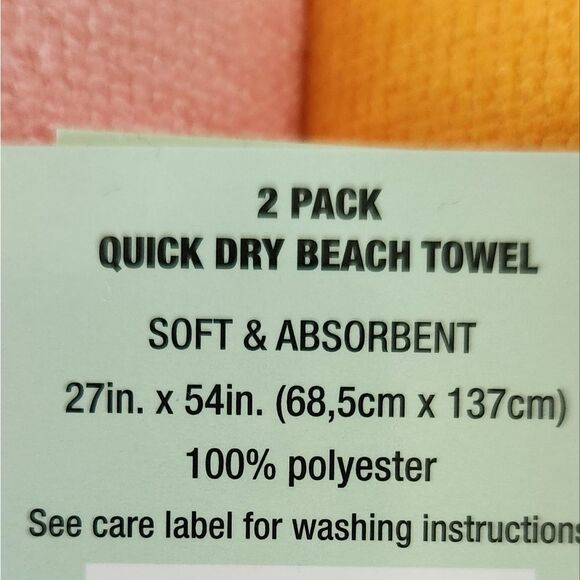 2 PACK
QUICK DRY BEACH TOWEL
SOFT & ABSORBENT
27in. x 54in. (68,5cm x 137cm)
100% polyester
See care label for washing instructions